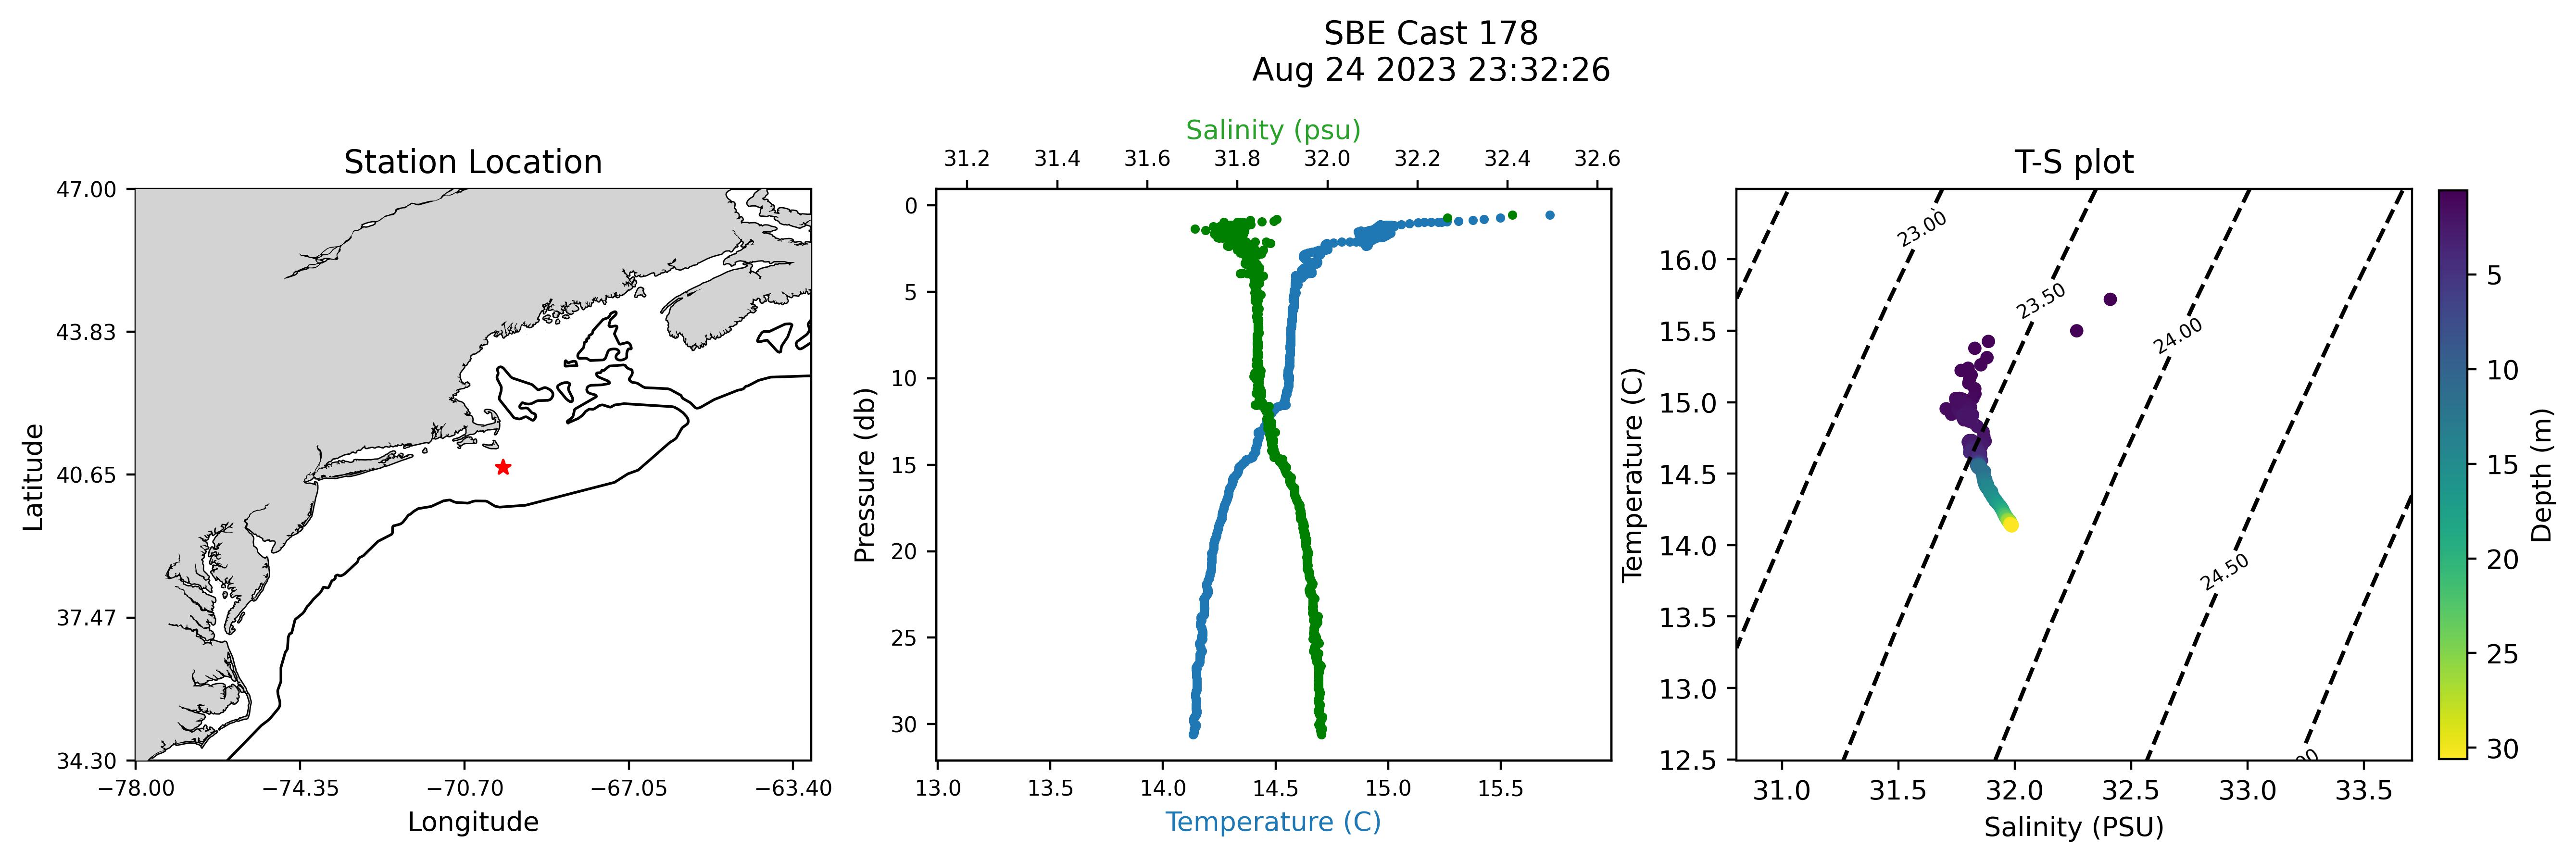 SBE Cast 178
Aug 24 2023 23:32:26
Station Location
47.00
43.83
40.65
37.47
34.30
Latitude
−78.00 −74.35 −70.70 −67.05 −63.40
Longitude
Salinity (psu)
31.2 31.4 31.6 31.8 32.0 32.2 32.4 32.6
0
5
10
15
20
25
30
Pressure (db)
13.0 13.5 14.0 14.5 15.0 15.5
Temperature (C)
T-S plot
16.0
15.5
15.0
14.5
14.0
13.5
13.0
12.5
Temperature (C)
23.00
23.50
24.00
24.50
31.0 31.5 32.0 32.5 33.0 33.5
Salinity (PSU)
5
10
15
20
25
30
Depth (m)